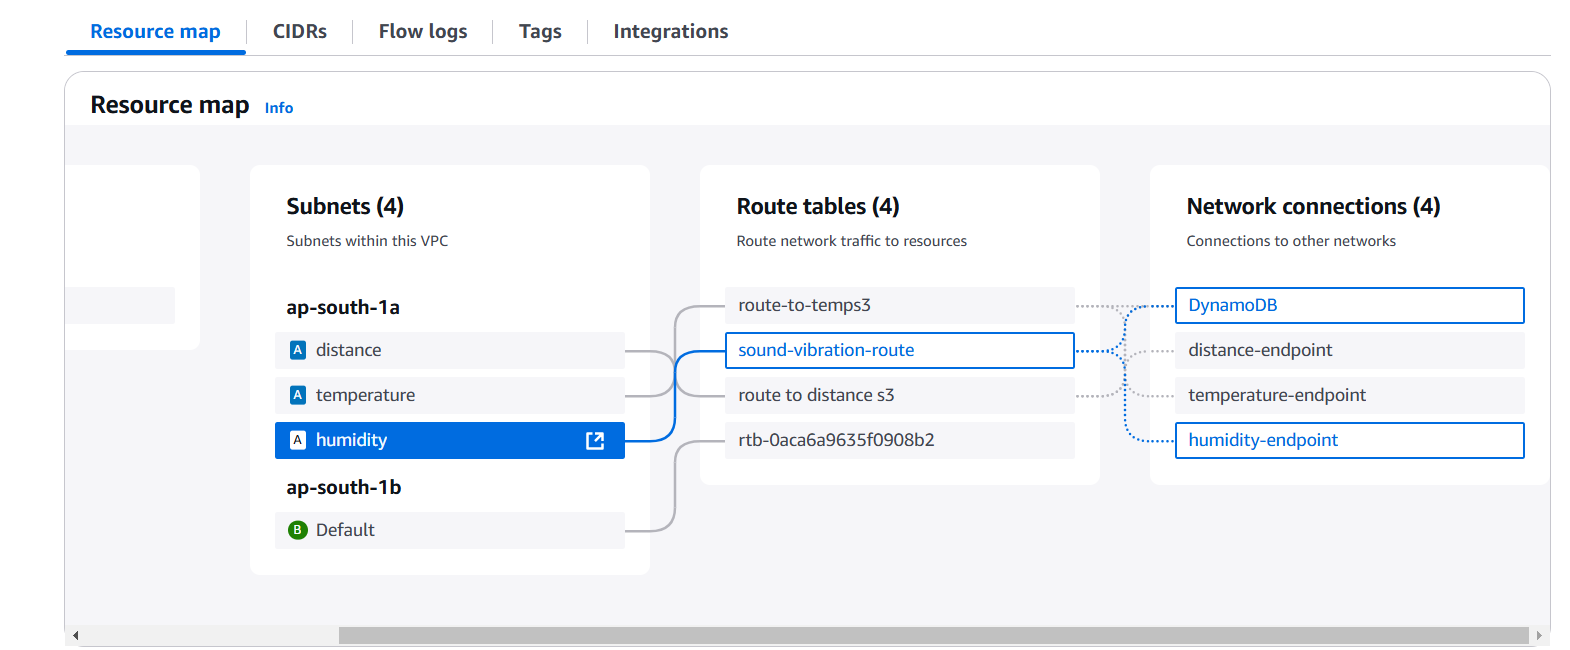 Resource map
CIDRs
Flow logs
Tags
Integrations
Resource map Info
Subnets (4)
Subnets within this VPC
ap-south-1a
A distance
A temperature
A humidity
ap-south-1b
B Default
Route tables (4)
Route network traffic to resources
route-to-temps3
sound-vibration-route
route to distance s3
rtb-0aca6a9635f0908b2
Network connections (4)
Connections to other networks
DynamoDB
distance-endpoint
temperature-endpoint
humidity-endpoint